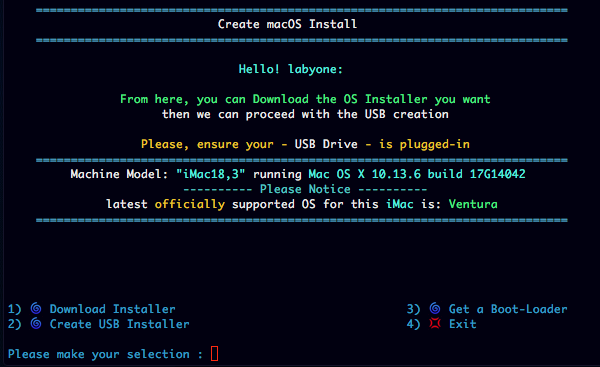 Create macOS Install
Hello! labyone:
From here, you can Download the OS Installer you want
then we can proceed with the USB creation
Please, ensure your - USB Drive - is plugged-in
Machine Model: "iMac18,3" running Mac OS X 10.13.6 build 17G14042
---------- Please Notice ----------
latest officially supported OS for this iMac is: Ventura
1) 🌀 Download Installer
3) 🌀 Get a Boot-Loader
2) 🌀 Create USB Installer
4) 💢 Exit
Please make your selection :